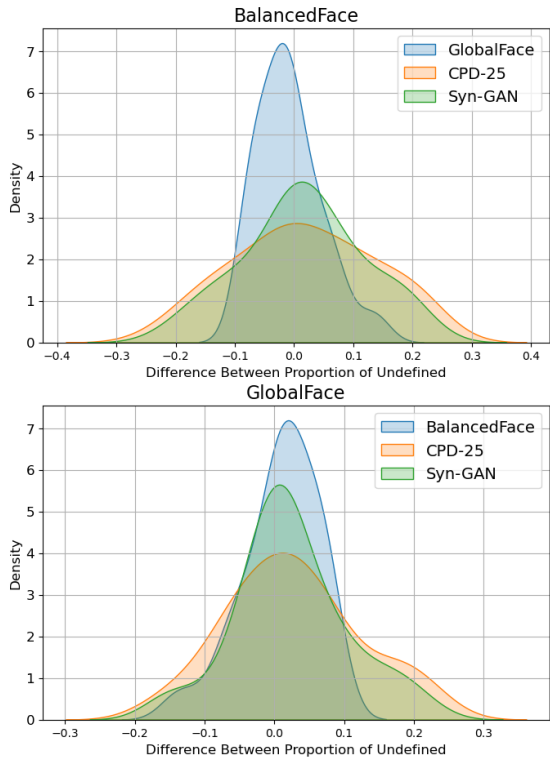 BalancedFace
7
6
5
4
3
2
1
0
Density
GlobalFace
CPD-25
Syn-GAN
−0.4 −0.3 −0.2 −0.1 0.0 0.1 0.2 0.3 0.4
Difference Between Proportion of Undefined
GlobalFace
7
6
5
4
3
2
1
0
Density
BalancedFace
CPD-25
Syn-GAN
−0.3 −0.2 −0.1 0.0 0.1 0.2 0.3
Difference Between Proportion of Undefined